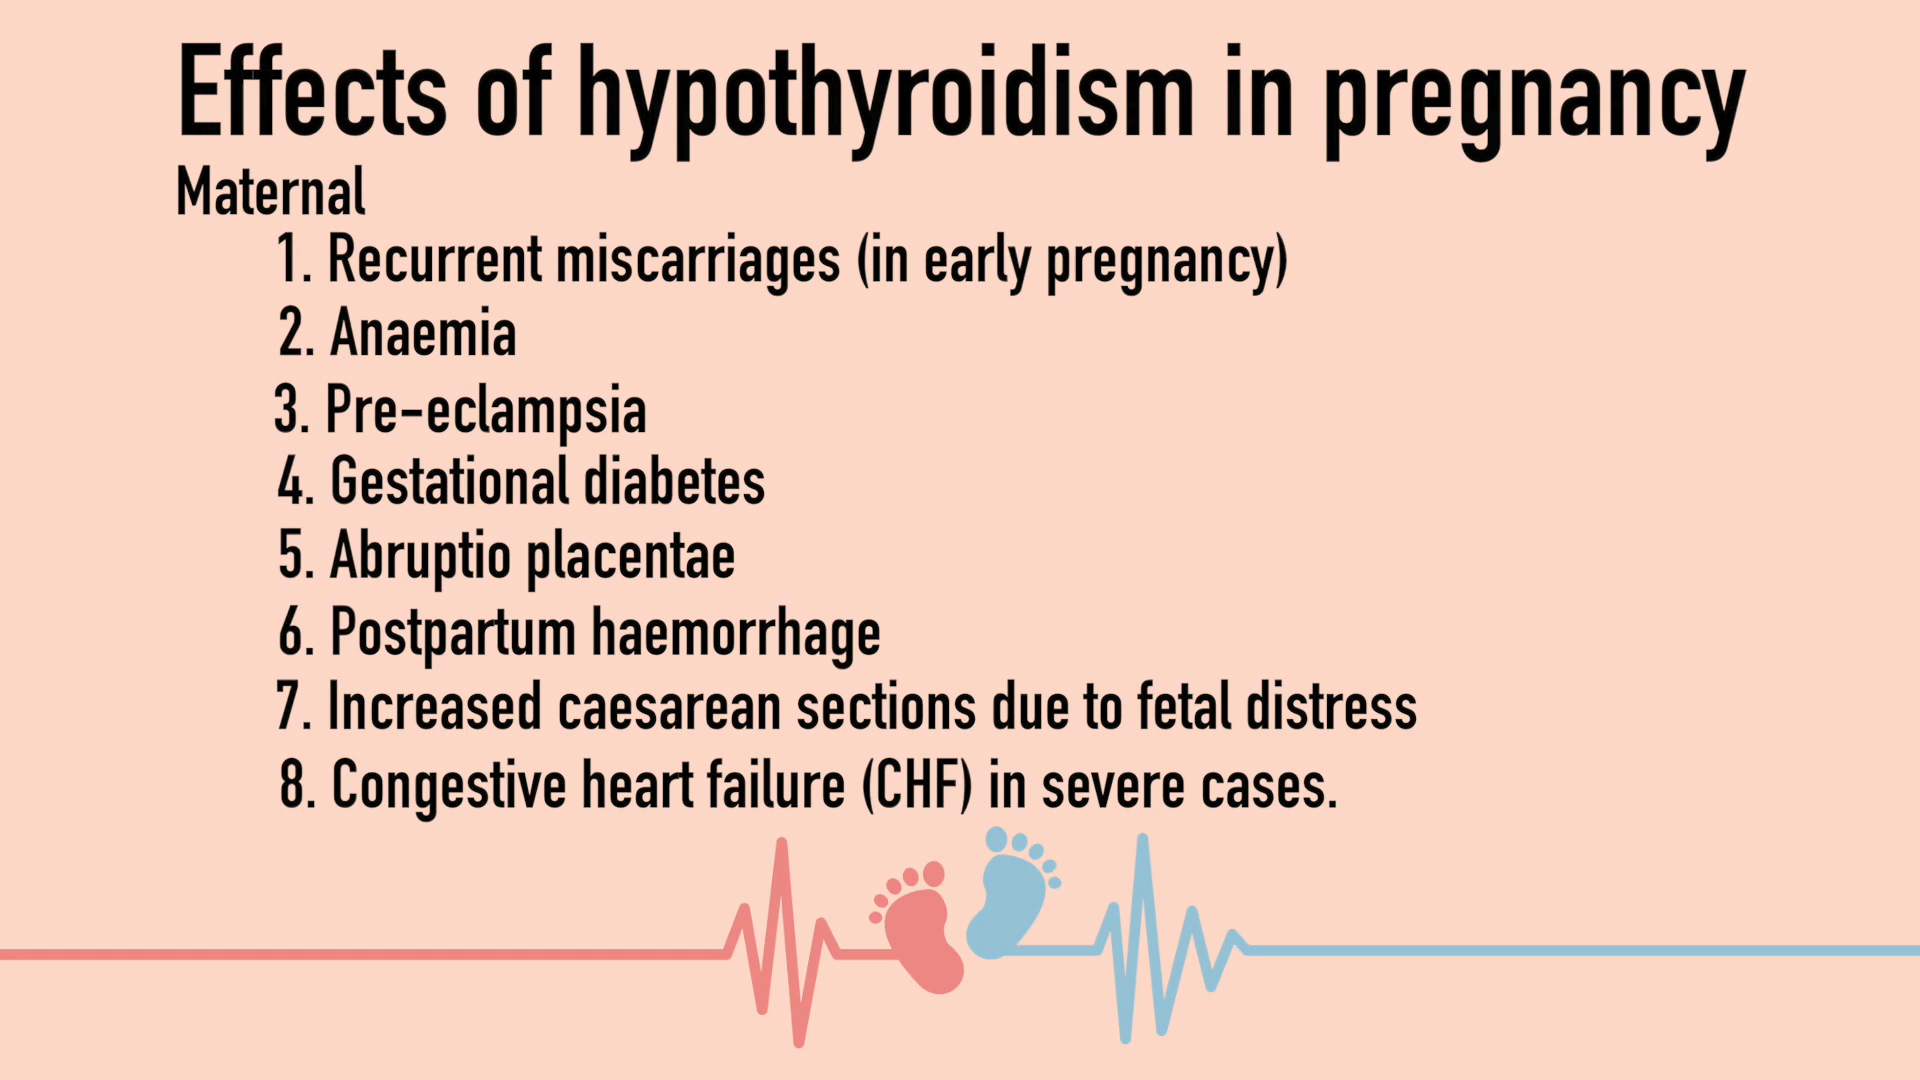 Effects of hypothyroidism in pregnancy
Maternal
1. Recurrent miscarriages (in early pregnancy)
2. Anaemia
3. Pre-eclampsia
4. Gestational diabetes
5. Abruptio placentae
6. Postpartum haemorrhage
7. Increased caesarean sections due to fetal distress
8. Congestive heart failure (CHF) in severe cases.